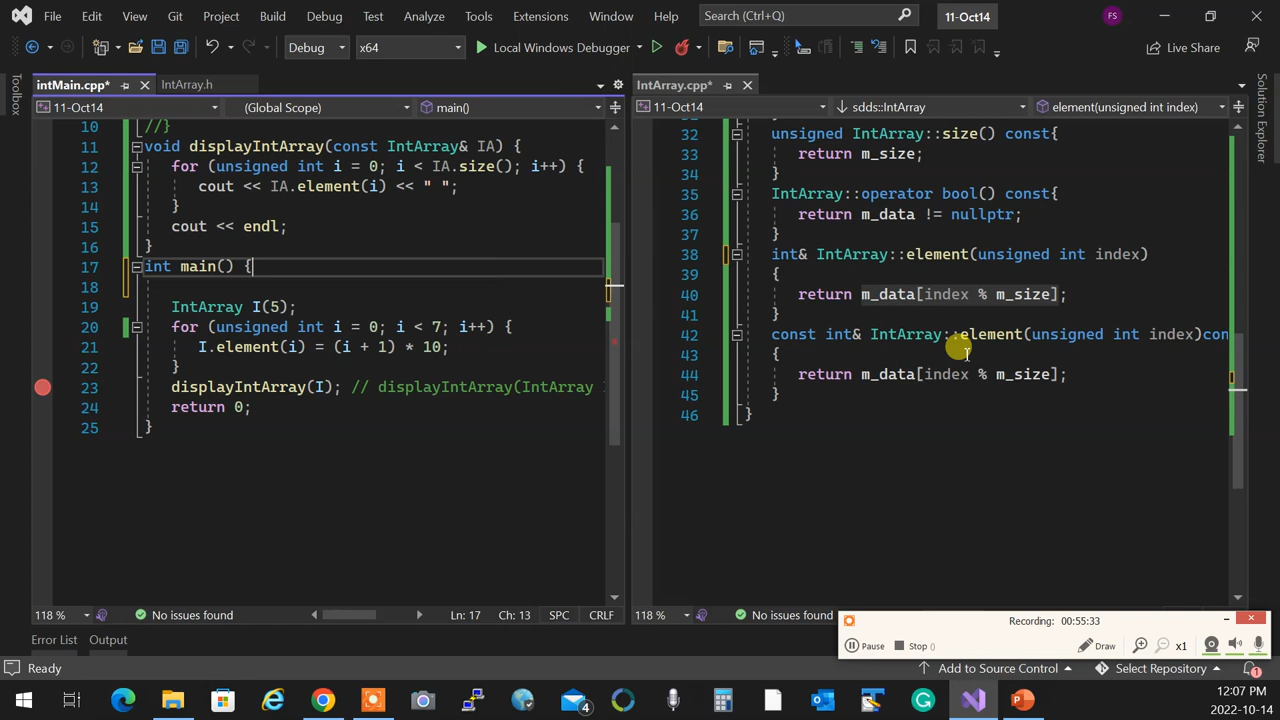 File Edit View Git Project Build Debug Test Analyze Tools Extensions Window Help Search (Ctrl+Q) 11-Oct14 FS
Debug x64 Local Windows Debugger Live Share
Toolbox
intMain.cpp* IntArray.h
11-Oct14 (Global Scope) main()
10 //}
11 void displayIntArray(const IntArray& IA) {
12 for (unsigned int i = 0; i < IA.size(); i++) {
13 cout << IA.element(i) << " ";
14 }
15 cout << endl;
16 }
17 int main() {
18
19 IntArray I(5);
20 for (unsigned int i = 0; i < 7; i++) {
21 I.element(i) = (i + 1) * 10;
22 }
23 displayIntArray(I); // displayIntArray(IntArray
24 return 0;
25 }
118 % No issues found Ln: 17 Ch: 13 SPC CRLF
IntArray.cpp*
11-Oct14 sdds::IntArray element(unsigned int index)
32 unsigned IntArray::size() const{
33 return m_size;
34 }
35 IntArray::operator bool() const{
36 return m_data != nullptr;
37 }
38 int& IntArray::element(unsigned int index)
39 {
40 return m_data[index % m_size];
41 }
42 const int& IntArray::element(unsigned int index)con
43 {
44 return m_data[index % m_size];
45 }
46 }
118 % No issues found
Solution Explorer
Recording: 00:55:33
Pause Stop () Draw x1
Error List Output
Ready Add to Source Control Select Repository 1
4
12:07 PM
2022-10-14